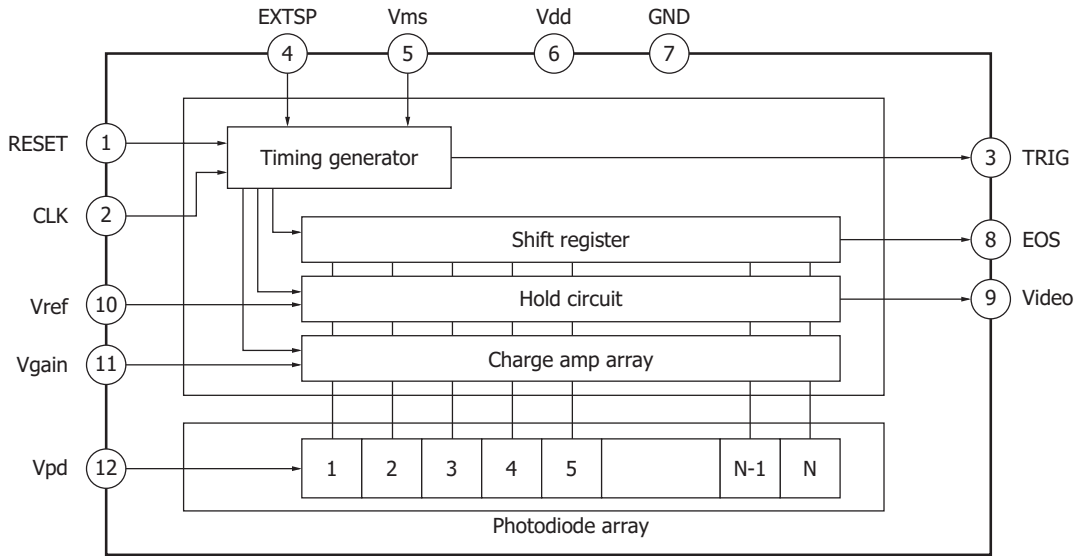 EXTSP Vms Vdd GND
4 5 6 7
RESET 1 Timing generator 3 TRIG
CLK 2
Shift register 8 EOS
Vref 10 Hold circuit 9 Video
Vgain 11 Charge amp array
Vpd 12 1 2 3 4 5 N-1 N
Photodiode array